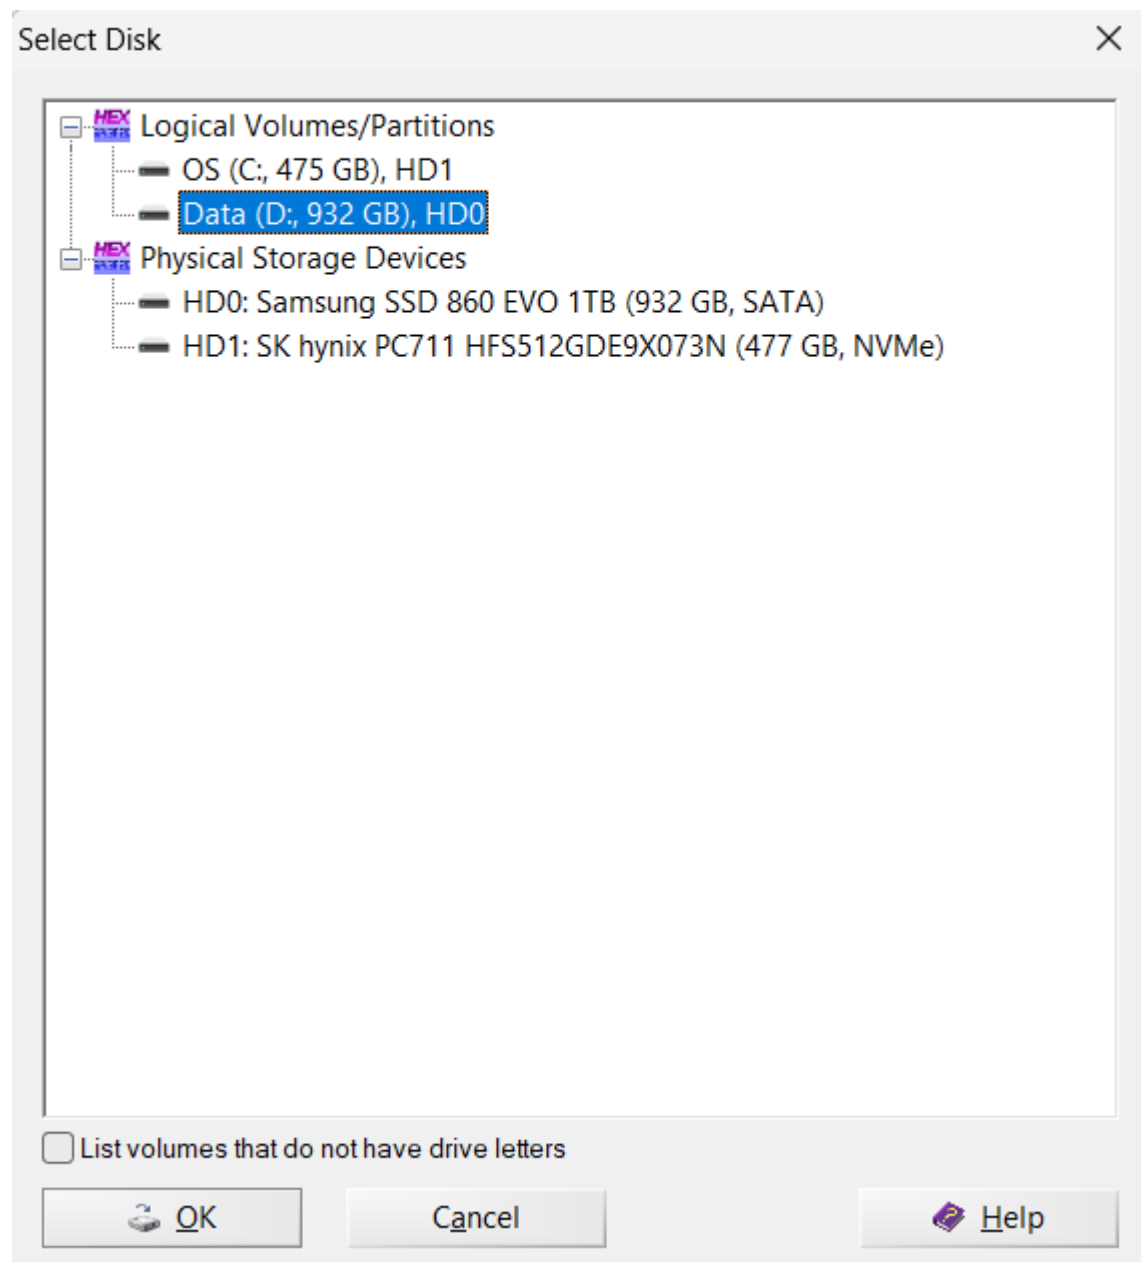 Select Disk
HEX
Logical Volumes/Partitions
OS (C:, 475 GB), HD1
Data (D:, 932 GB), HD0
HEX
Physical Storage Devices
HD0: Samsung SSD 860 EVO 1TB (932 GB, SATA)
HD1: SK hynix PC711 HFS512GDE9X073N (477 GB, NVMe)
List volumes that do not have drive letters
OK
Cancel
Help